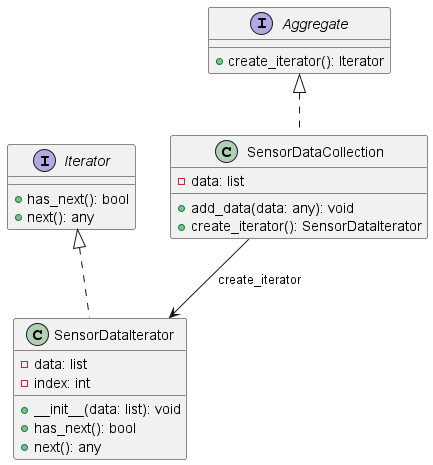 I Aggregate
+ create_iterator(): Iterator
C SensorDataCollection
data: list
add_data(data: any): void
create_iterator(): SensorDataIterator
I Iterator
has_next(): bool
next(): any
create_iterator
C SensorDataIterator
data: list
index: int
__init__(data: list): void
has_next(): bool
next(): any